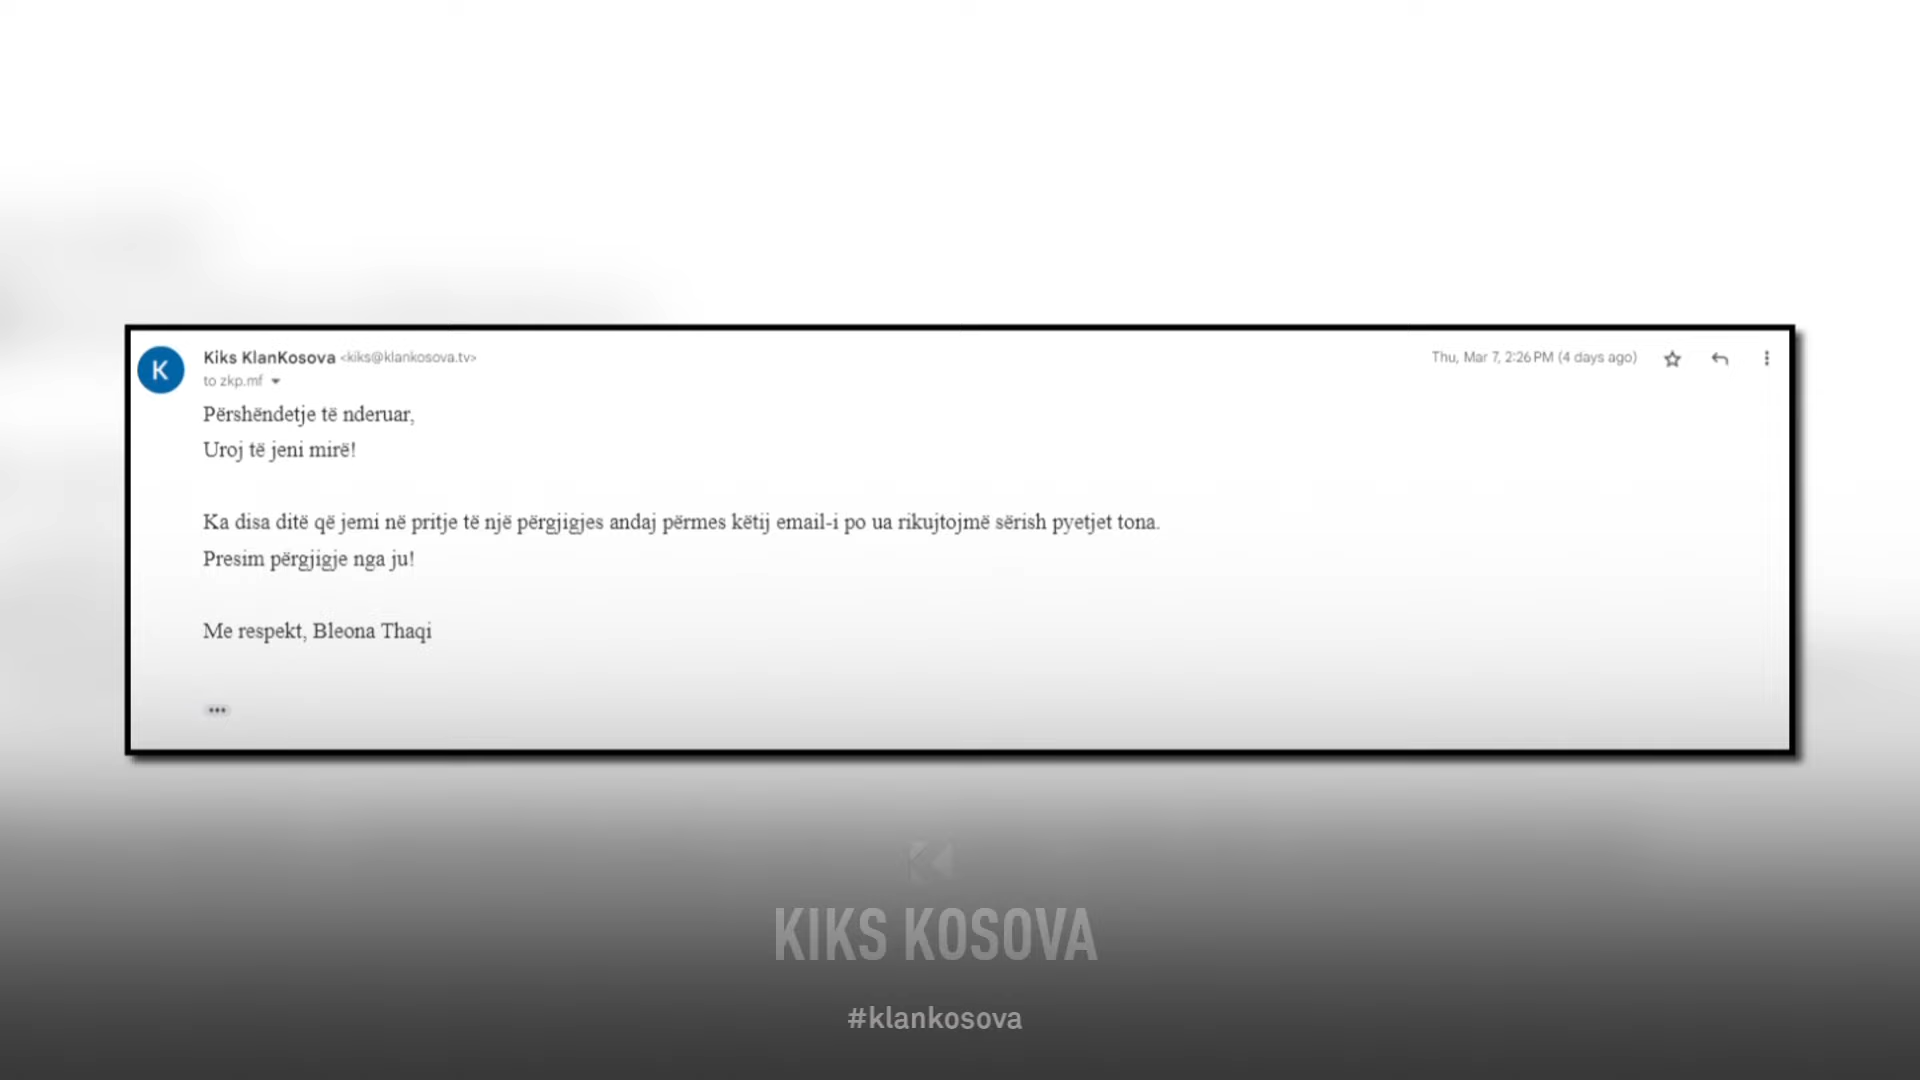 K
Kiks KlanKosova <kiks@klankosova.tv>
Thu, Mar 7, 2:26 PM (4 days ago)
to zkp.mf
Përshëndetje të nderuar,
Uroj të jeni mirë!
Ka disa ditë që jemi në pritje të një përgjigjes andaj përmes këtij email-i po ua rikujtojmë sërish pyetjet tona.
Presim përgjigje nga ju!
Me respekt, Bleona Thaqi
KIKS KOSOVA
#klankosova